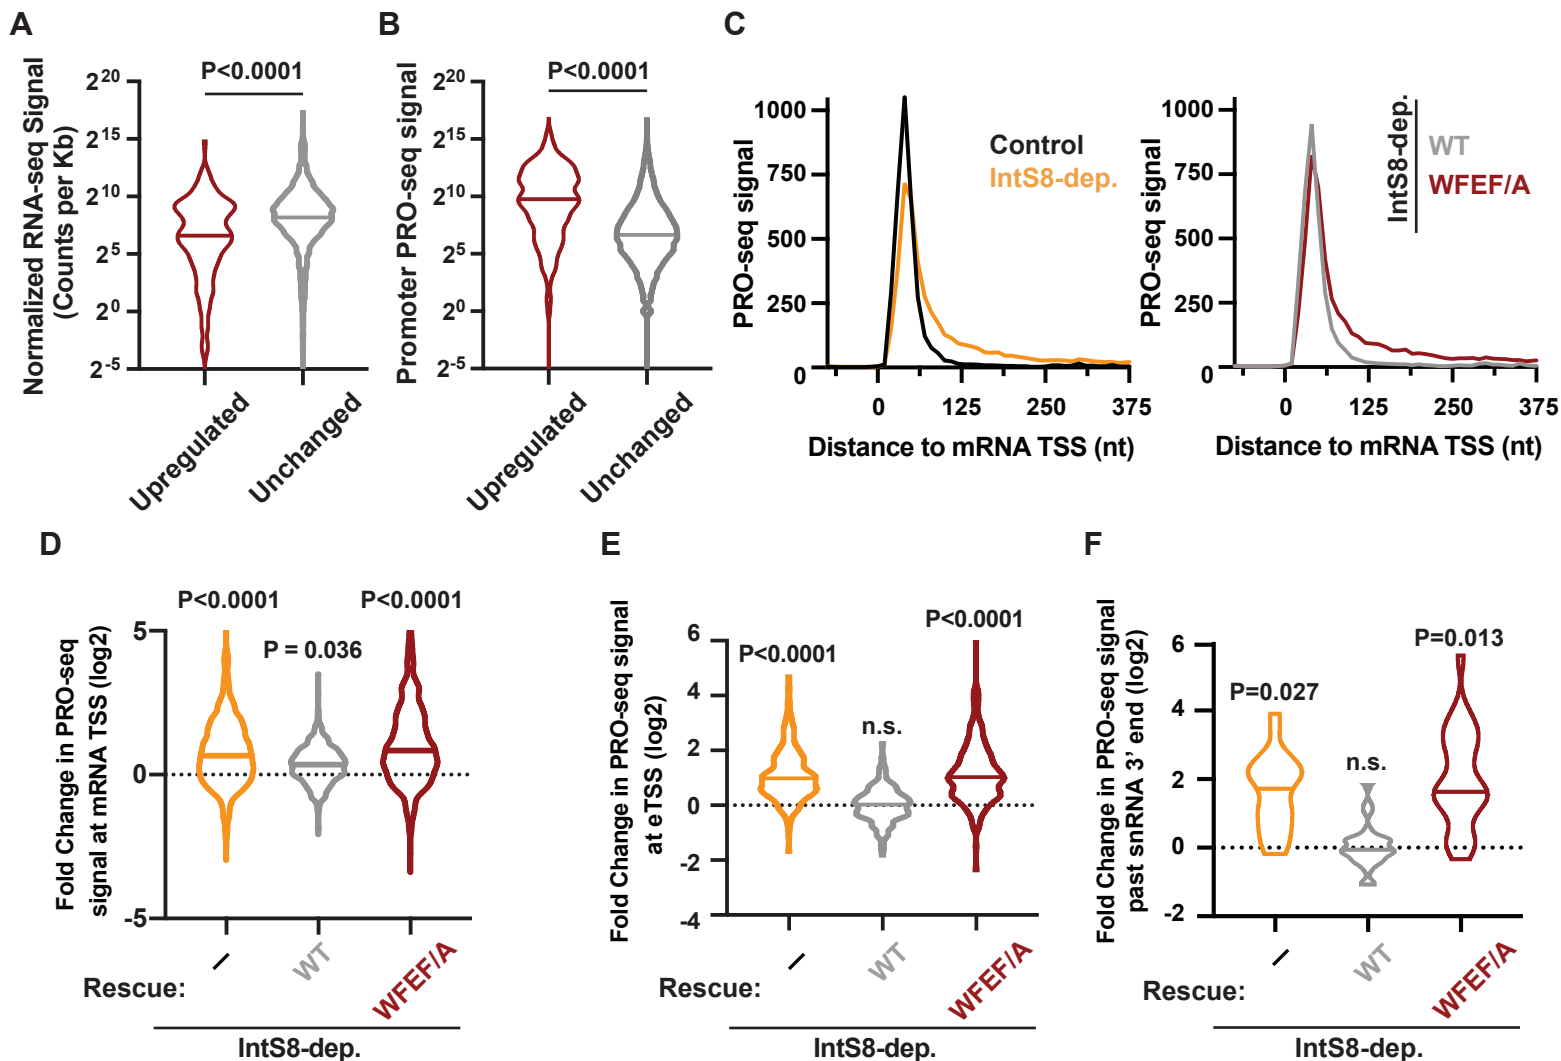 A
Normalized RNA-seq Signal
(Counts per Kb)
P<0.0001
2^20
2^15
2^10
2^5
2^0
2^-5
Upregulated
Unchanged
B
Promoter PRO-seq signal
P<0.0001
2^20
2^15
2^10
2^5
2^0
2^-5
Upregulated
Unchanged
C
PRO-seq signal
1000
750
500
250
0
Control
IntS8-dep.
0 125 250 375
Distance to mRNA TSS (nt)
PRO-seq signal
1000
750
500
250
0
IntS8-dep.
WT
WFEF/A
0 125 250 375
Distance to mRNA TSS (nt)
D
Fold Change in PRO-seq
signal at mRNA TSS (log2)
P<0.0001
P = 0.036
P<0.0001
5
0
-5
Rescue:
–
WT
WFEF/A
IntS8-dep.
E
Fold Change in PRO-seq signal
at eTSS (log2)
P<0.0001
n.s.
P<0.0001
6
4
2
0
-2
-4
Rescue:
–
WT
WFEF/A
IntS8-dep.
F
Fold Change in PRO-seq signal
past snRNA 3’ end (log2)
P=0.027
n.s.
P=0.013
6
4
2
0
-2
Rescue:
–
WT
WFEF/A
IntS8-dep.